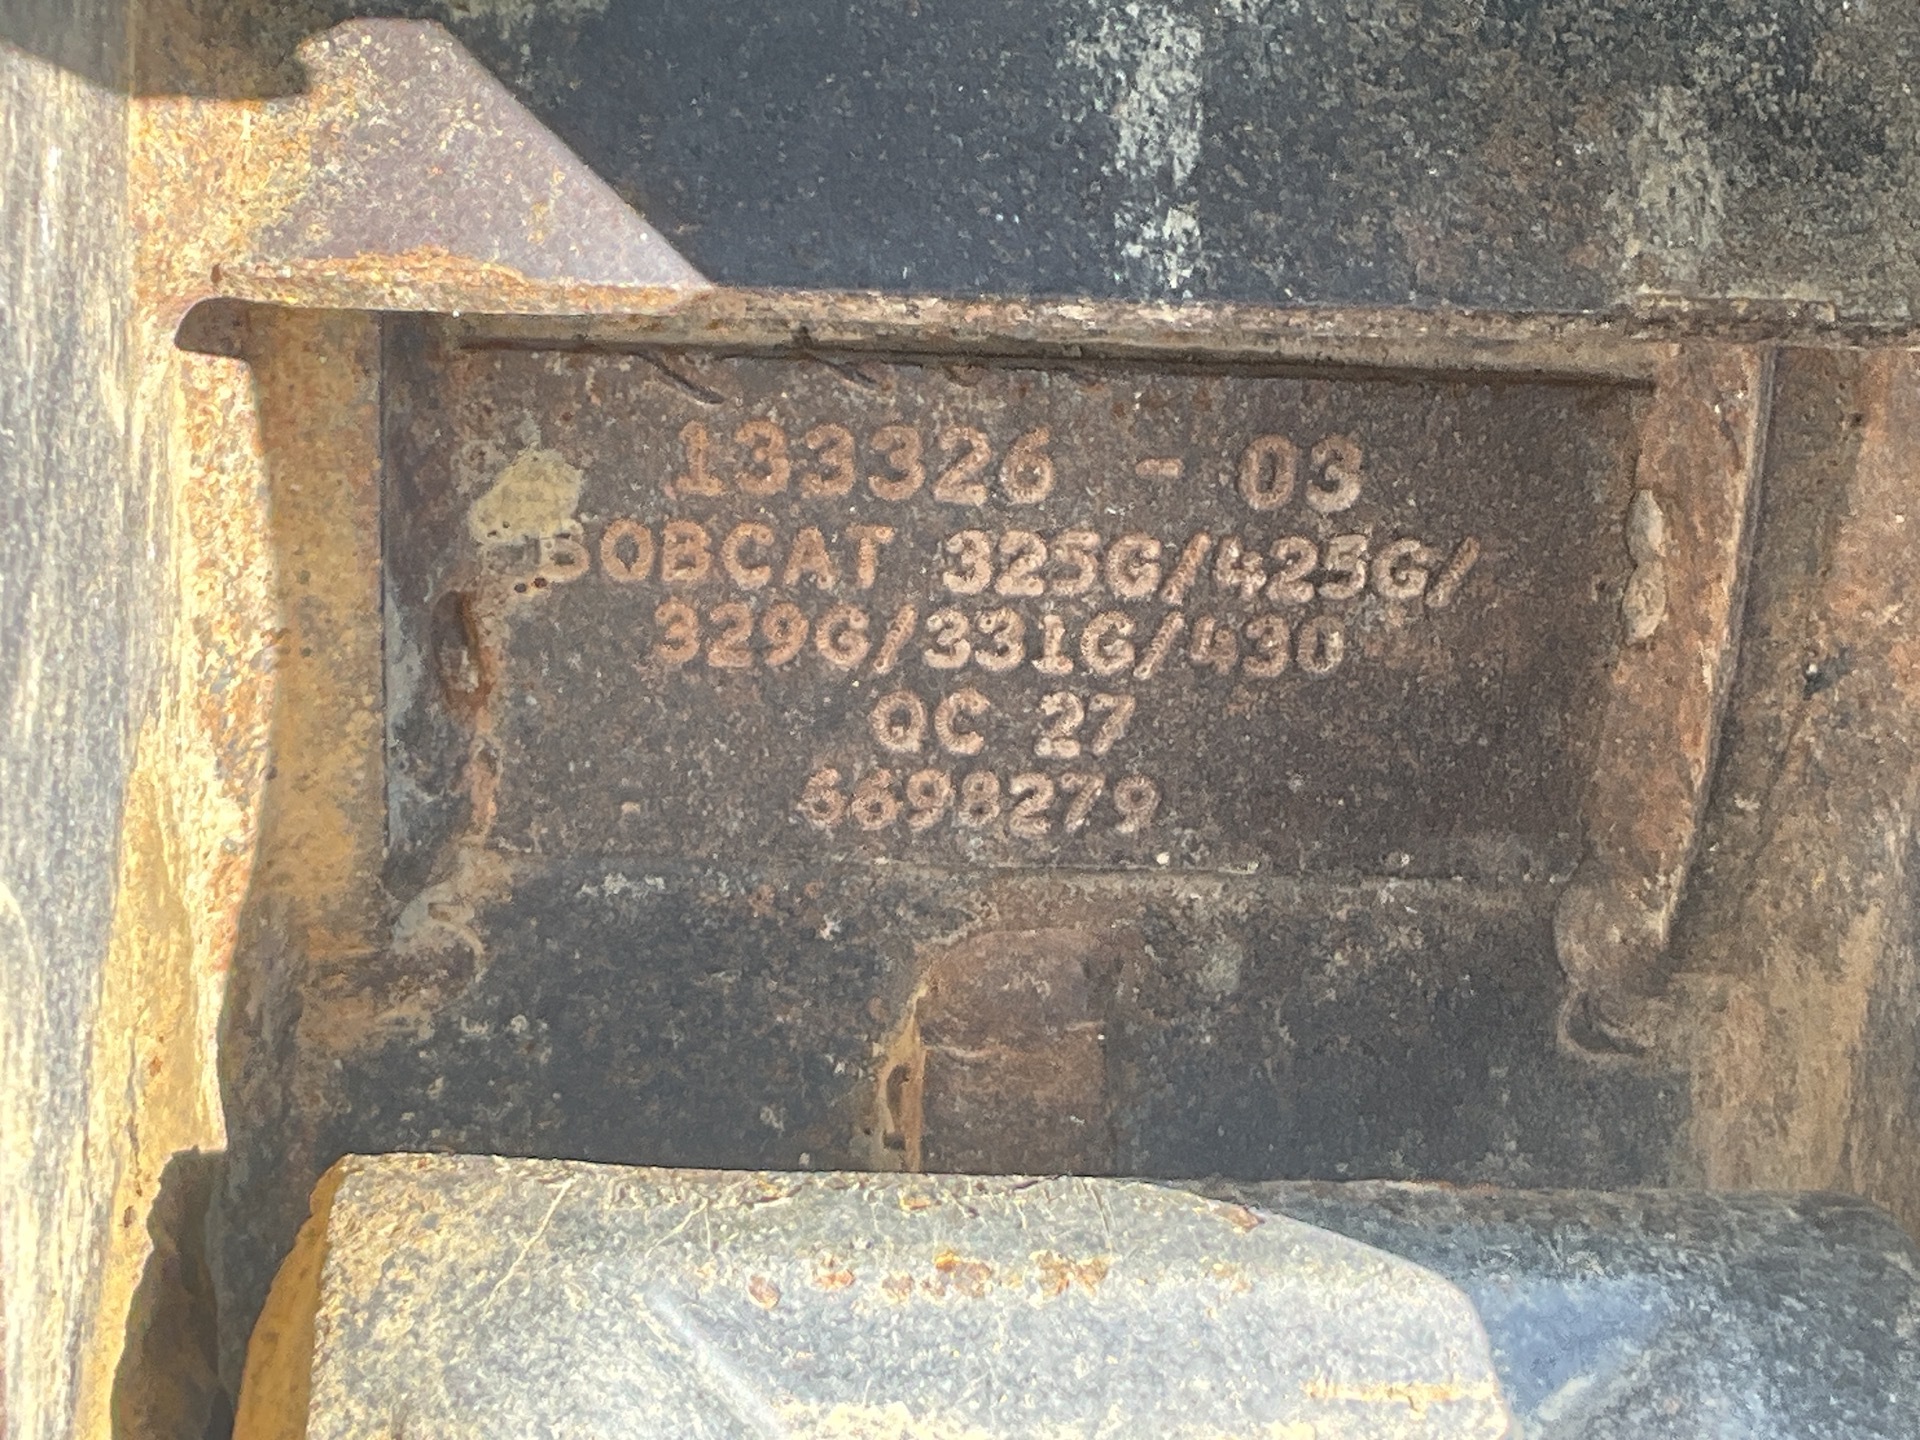 133326 - 03
BOBCAT 325G/425G/
329G/331G/430
QC 27
6698279